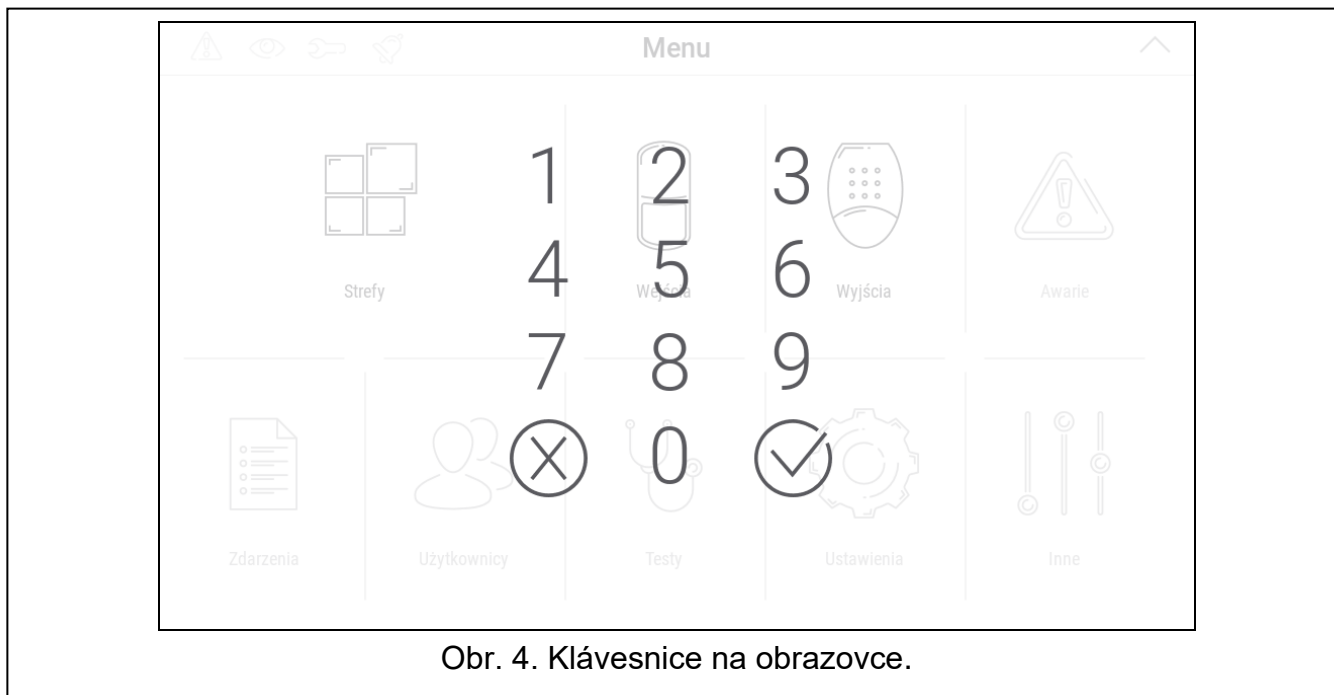 Menu
1 2 3
4 5 6
Strefy Wejścia Wyjścia Awarie
7 8 9
0
Zdarzenia Użytkownicy Testy Ustawienia Inne
Obr. 4. Klávesnice na obrazovce.